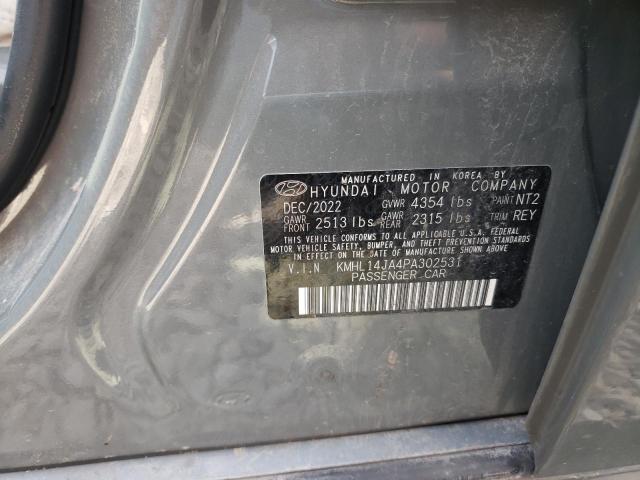 MANUFACTURED IN KOREA BY
HYUNDAI MOTOR COMPANY
DEC/2022 GVWR 4354 lbs PAINT NT2
GAWR FRONT 2513 lbs GAWR REAR 2315 lbs TRIM REY
THIS VEHICLE CONFORMS TO ALL APPLICABLE U.S.A. FEDERAL
MOTOR VEHICLE SAFETY, BUMPER, AND THEFT PREVENTION STANDARDS
IN EFFECT ON THE DATE OF MANUFACTURE SHOWN ABOVE.
V.I.N KMHL14JA4PA302531
PASSENGER CAR